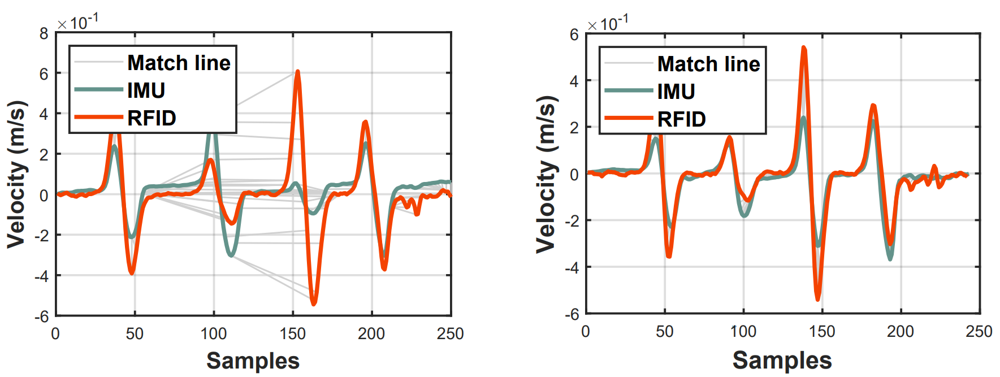 ×10⁻¹
8
6
4
2
0
-2
-4
-6
Velocity (m/s)
Match line
IMU
RFID
0 50 100 150 200 250
Samples
×10⁻¹
6
4
2
0
-2
-4
-6
Velocity (m/s)
Match line
IMU
RFID
0 50 100 150 200 250
Samples